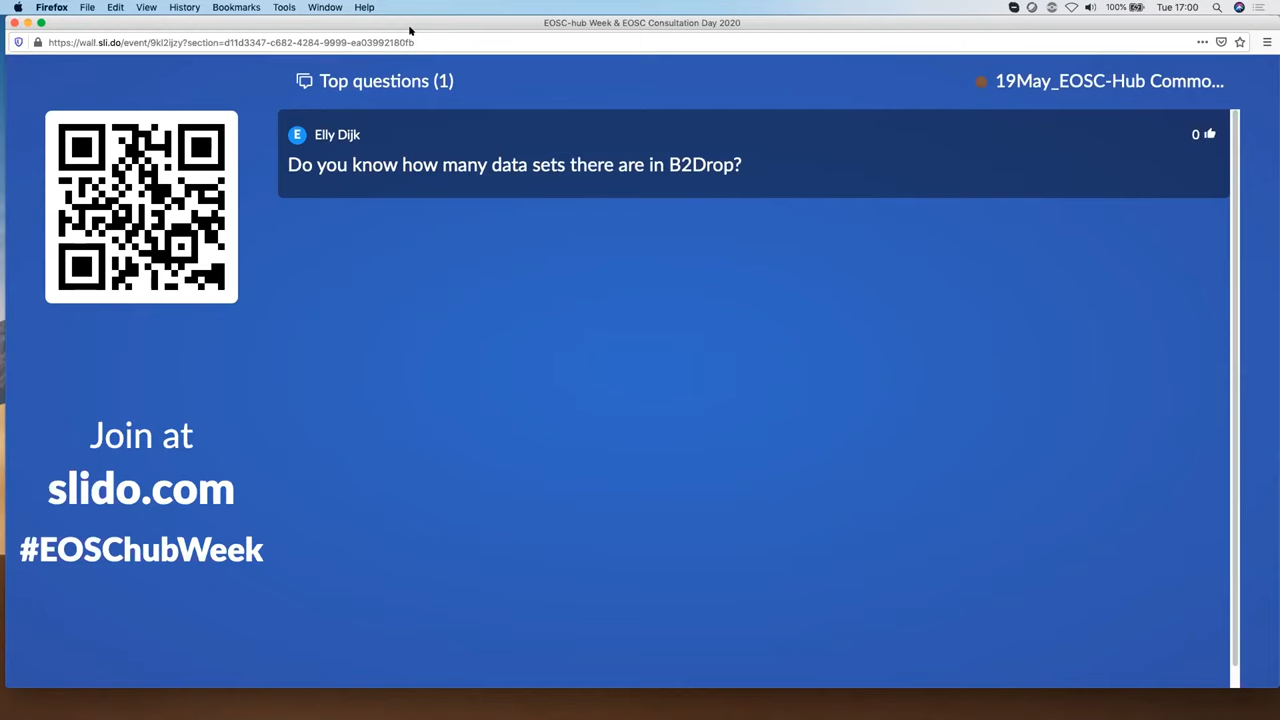 Firefox File Edit View History Bookmarks Tools Window Help 100% Tue 17:00
EOSC-hub Week & EOSC Consultation Day 2020
https://wall.sli.do/event/9kl2ijzy?section=d11d3347-c682-4284-9999-ea03992180fb
Top questions (1)
19May_EOSC-Hub Commo...
E Elly Dijk 0
Do you know how many data sets there are in B2Drop?
Join at
slido.com
#EOSChubWeek